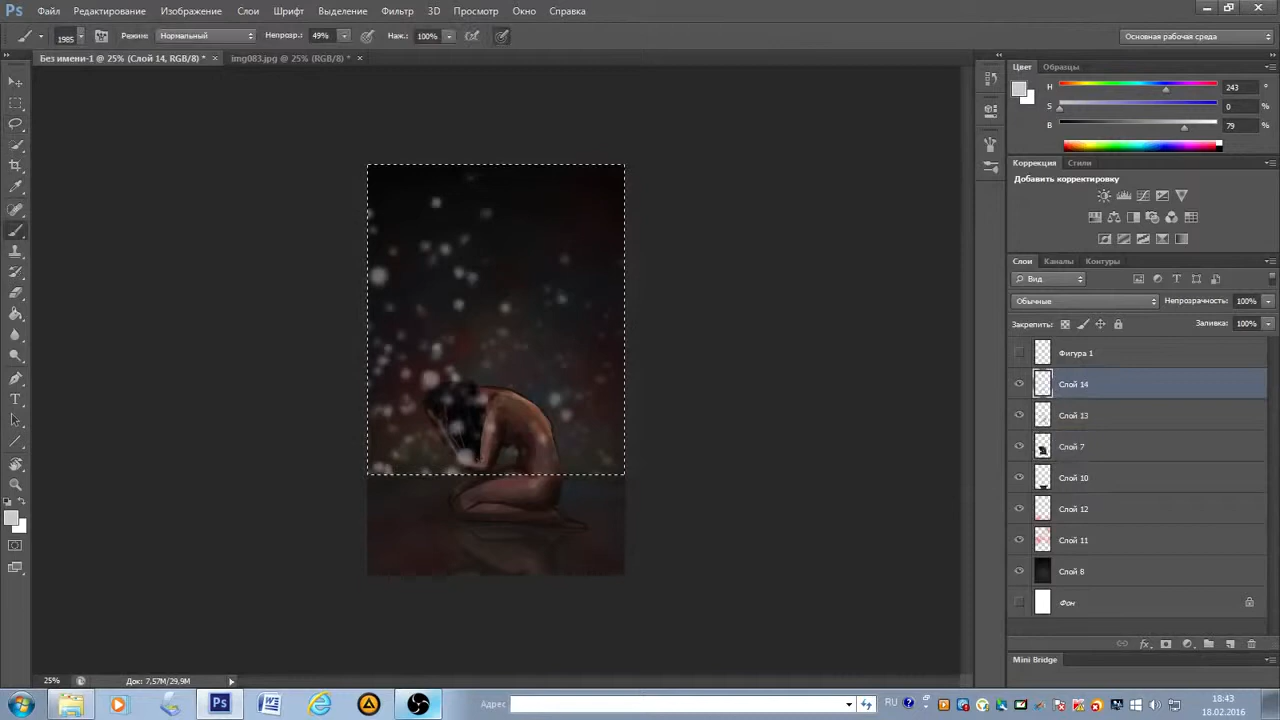 Ps Файл Редактирование Изображение Слои Шрифт Выделение Фильтр 3D Просмотр Окно Справка
1985 Режим: Нормальный Непрозр.: 49% Наж.: 100% Основная рабочая среда
Без имени-1 @ 25% (Слой 14, RGB/8) * × img083.jpg @ 25% (RGB/8) * ×
Цвет Образцы
H 243 °
S 0 %
B 79 %
Коррекция Стили
Добавить корректировку
Слои Каналы Контуры
Вид
Обычные Непрозрачность: 100%
Закрепить: Заливка: 100%
Фигура 1
Слой 14
Слой 13
Слой 7
Слой 10
Слой 12
Слой 11
Слой 8
Фон
Mini Bridge
25% Док: 7,57M/29,9M
Адрес RU 18:43
18.02.2016